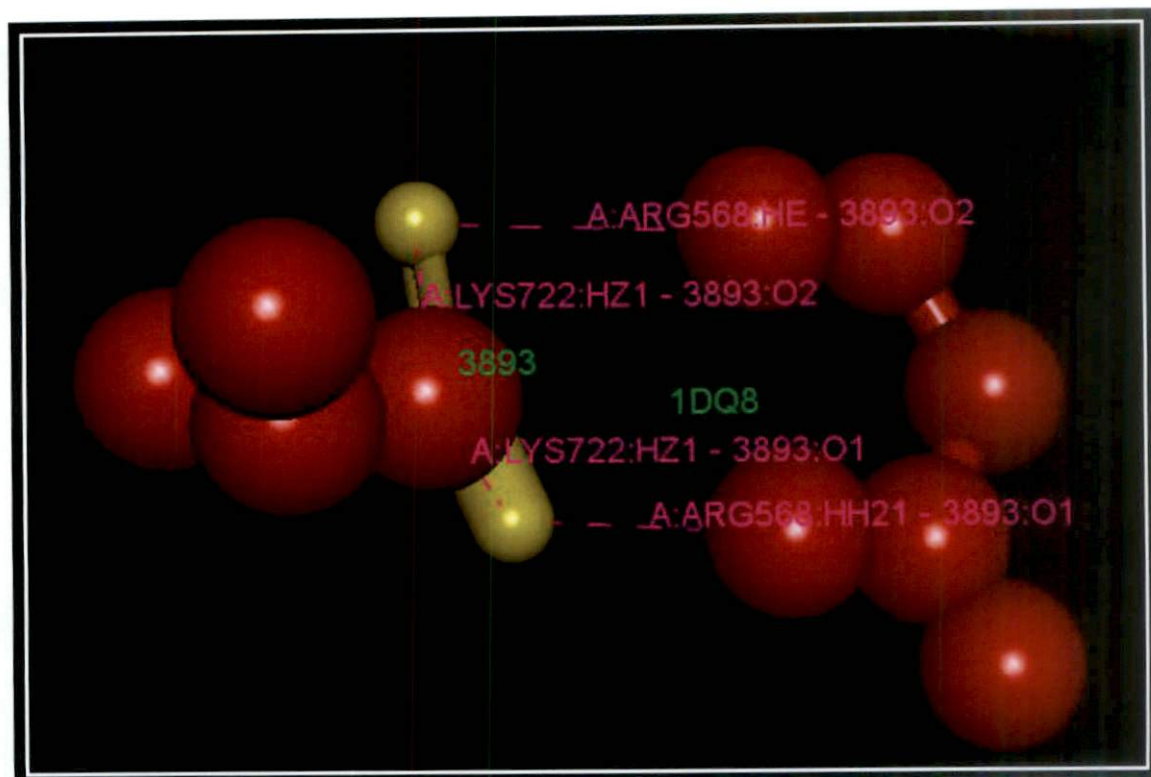 A:ARG568:HE - 3893:O2
A:LYS722:HZ1 - 3893:O2
3893
1DQ8
A:LYS722:HZ1 - 3893:O1
A:ARG568:HH21 - 3893:O1